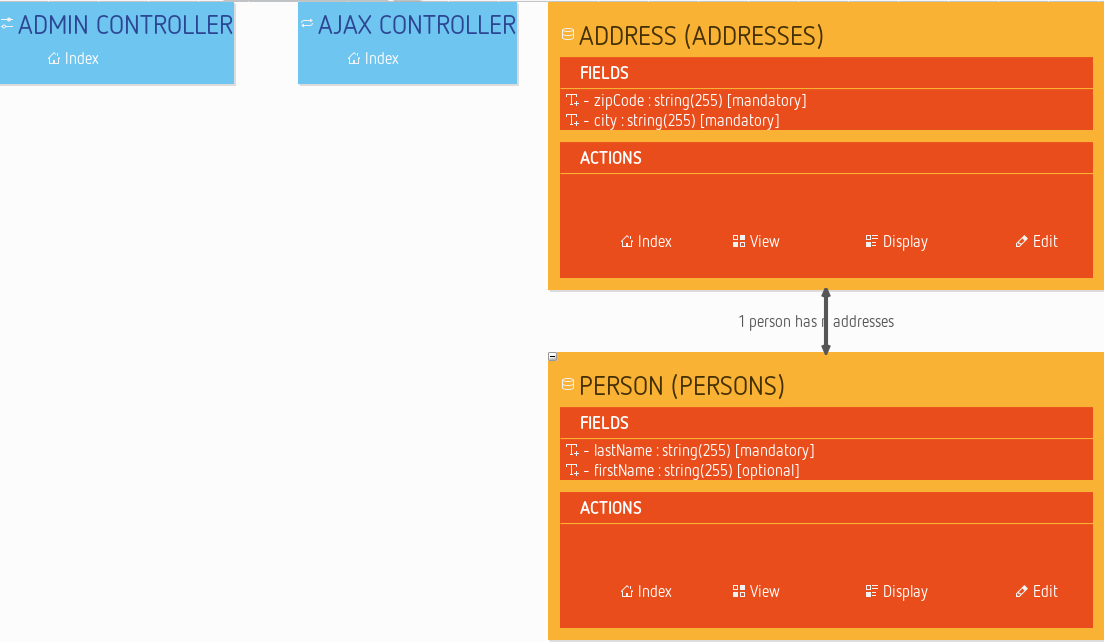 ADMIN CONTROLLER
Index
AJAX CONTROLLER
Index
ADDRESS (ADDRESSES)
FIELDS
- zipCode : string(255) [mandatory]
- city : string(255) [mandatory]
ACTIONS
Index View Display Edit
1 person has n addresses
PERSON (PERSONS)
FIELDS
- lastName : string(255) [mandatory]
- firstName : string(255) [optional]
ACTIONS
Index View Display Edit